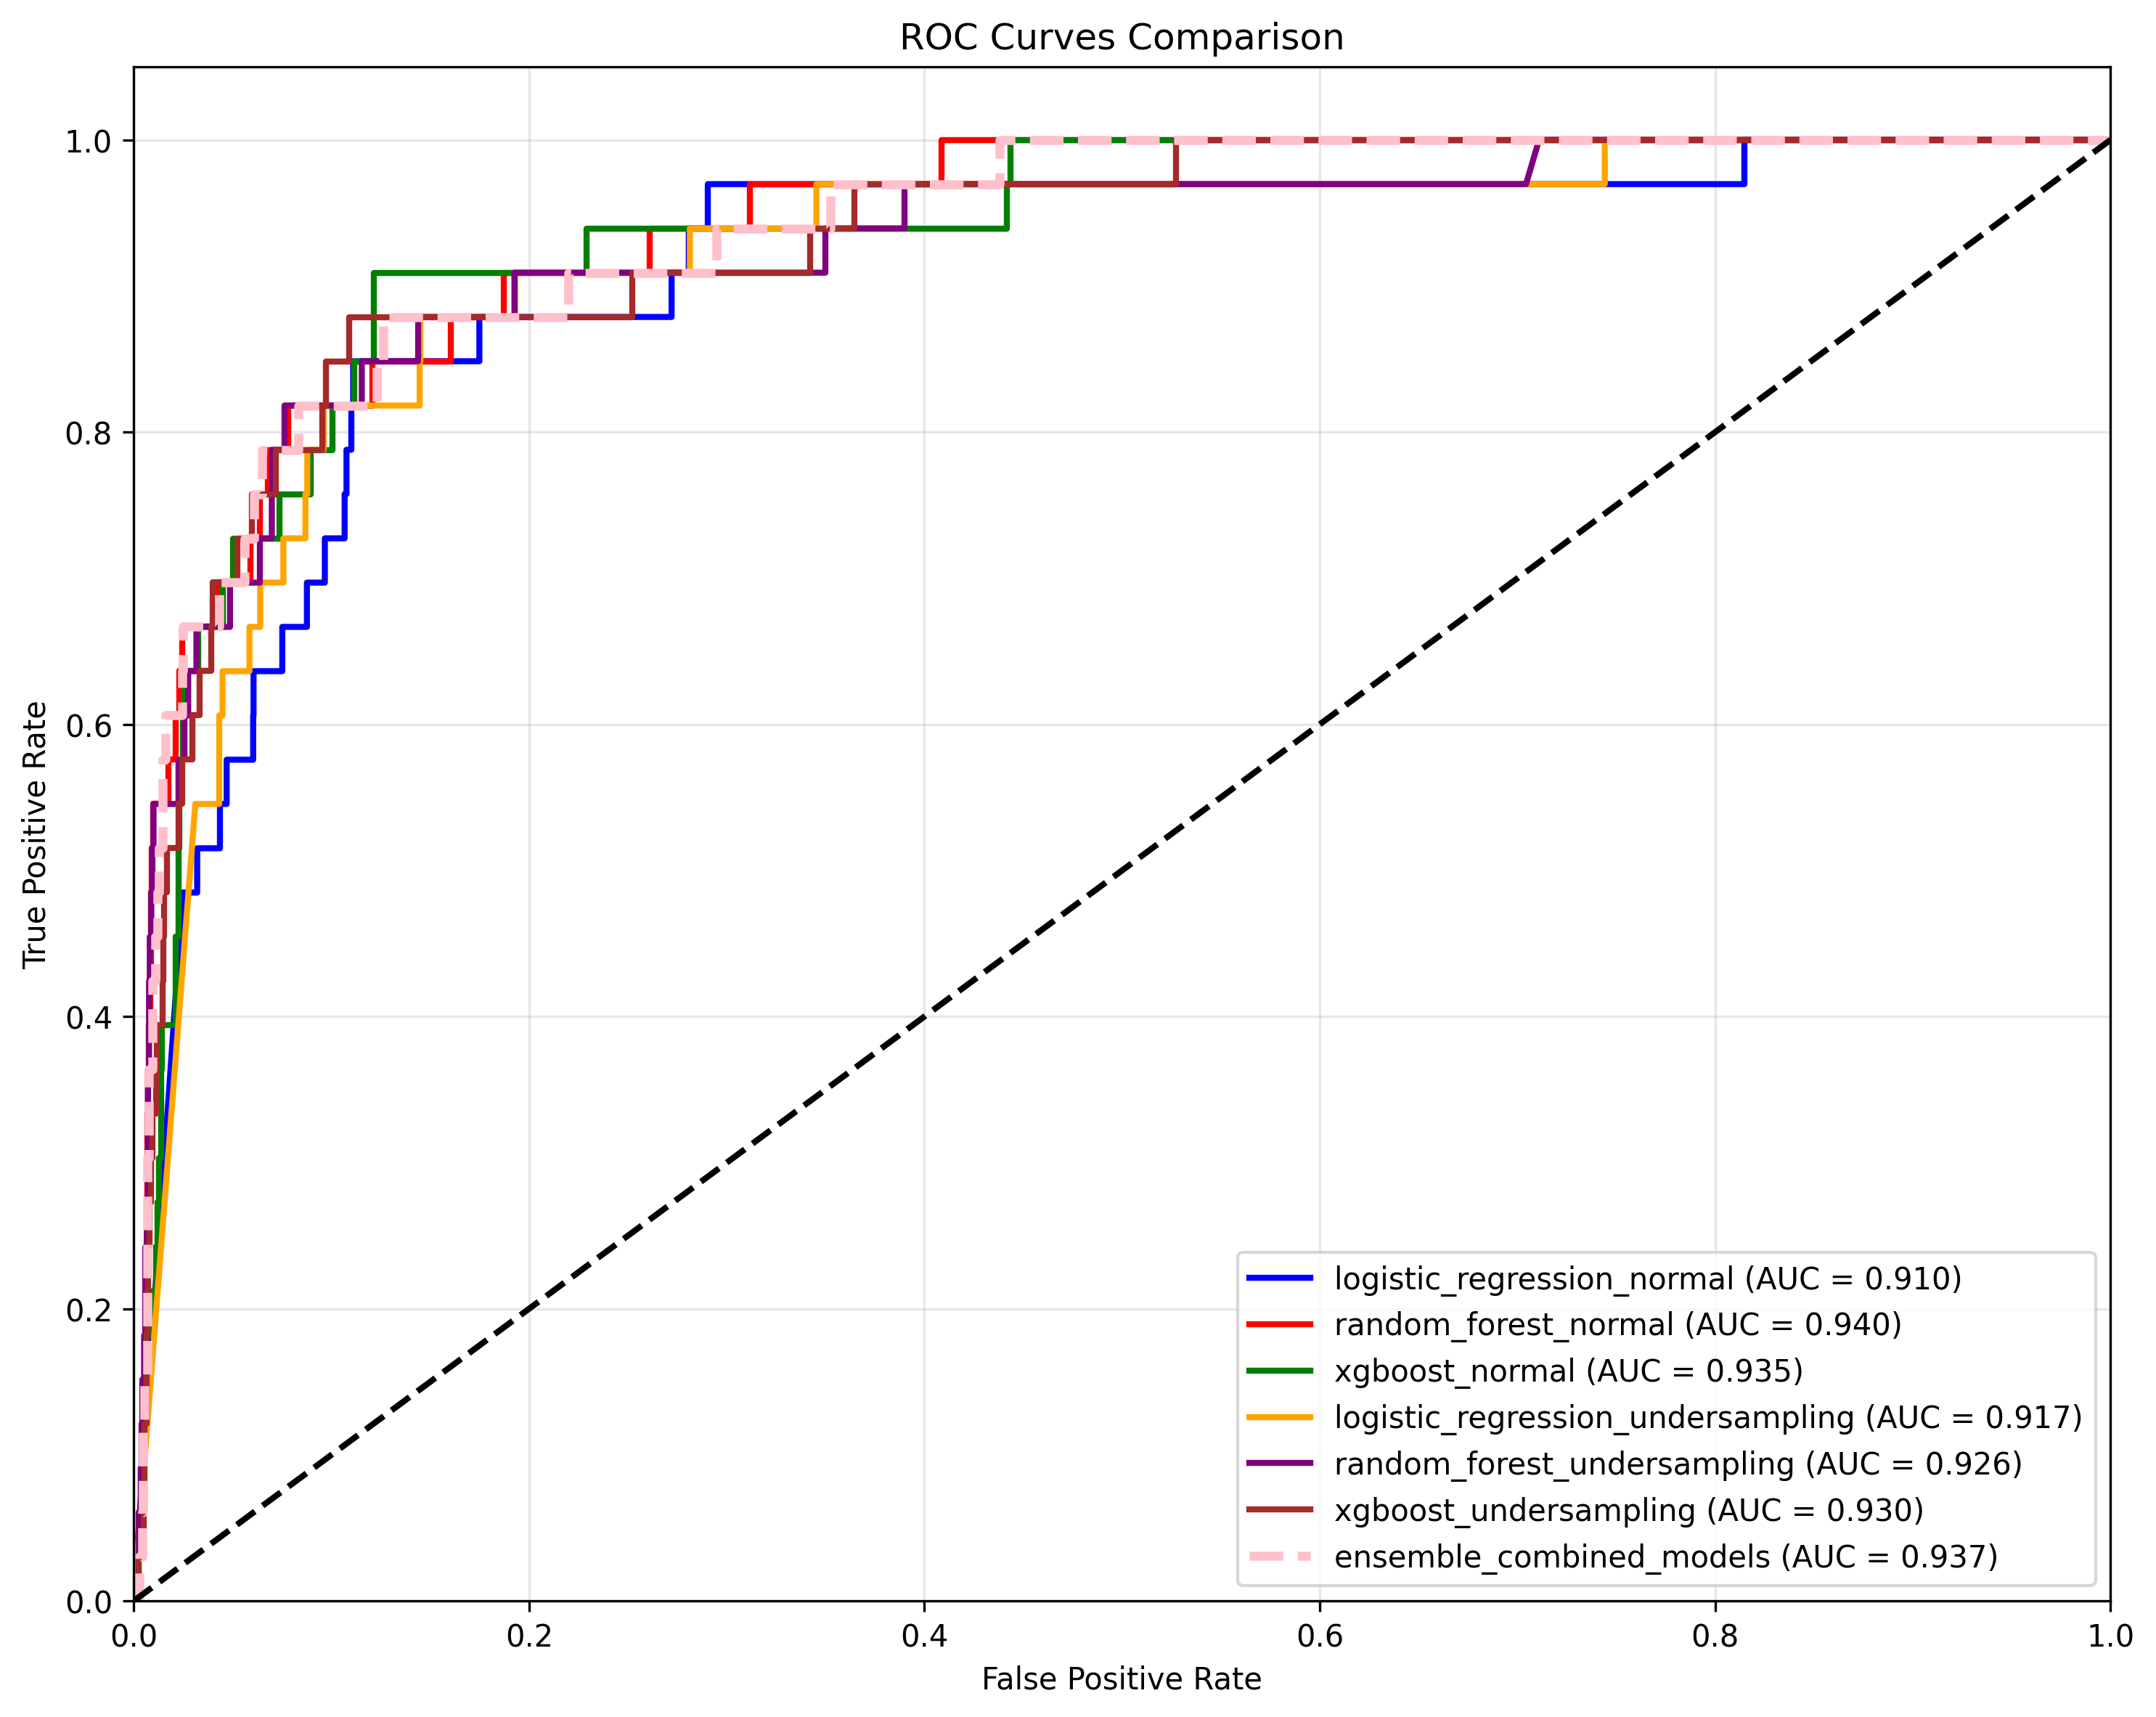 ROC Curves Comparison
1.0
0.8
0.6
0.4
0.2
0.0
True Positive Rate
0.0 0.2 0.4 0.6 0.8 1.0
False Positive Rate
logistic_regression_normal (AUC = 0.910)
random_forest_normal (AUC = 0.940)
xgboost_normal (AUC = 0.935)
logistic_regression_undersampling (AUC = 0.917)
random_forest_undersampling (AUC = 0.926)
xgboost_undersampling (AUC = 0.930)
ensemble_combined_models (AUC = 0.937)